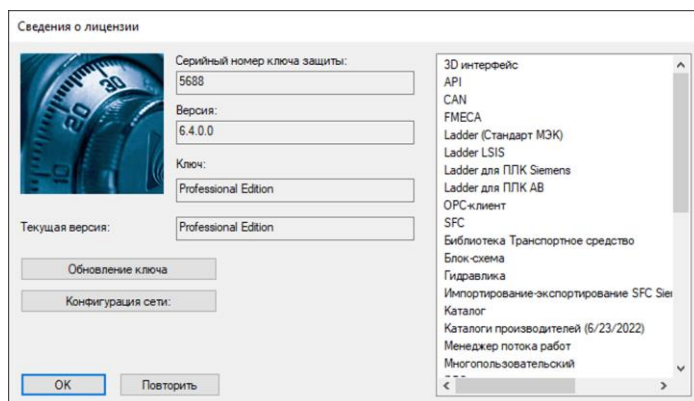 Сведения о лицензии
Серийный номер ключа защиты:
5688
Версия:
6.4.0.0
Ключ:
Professional Edition
Текущая версия:
Professional Edition
Обновление ключа
Конфигурация сети:
OK
Повторить
3D интерфейс
API
CAN
FMECA
Ladder (Стандарт МЭК)
Ladder LSIS
Ladder для ПЛК Siemens
Ladder для ПЛК AB
OPC-клиент
SFC
Библиотека Транспортное средство
Блок-схема
Гидравлика
Импортирование-экспортирование SFC
Каталог
Каталоги производителей (6/23/2022)
Менеджер потока работ
Многопользовательский